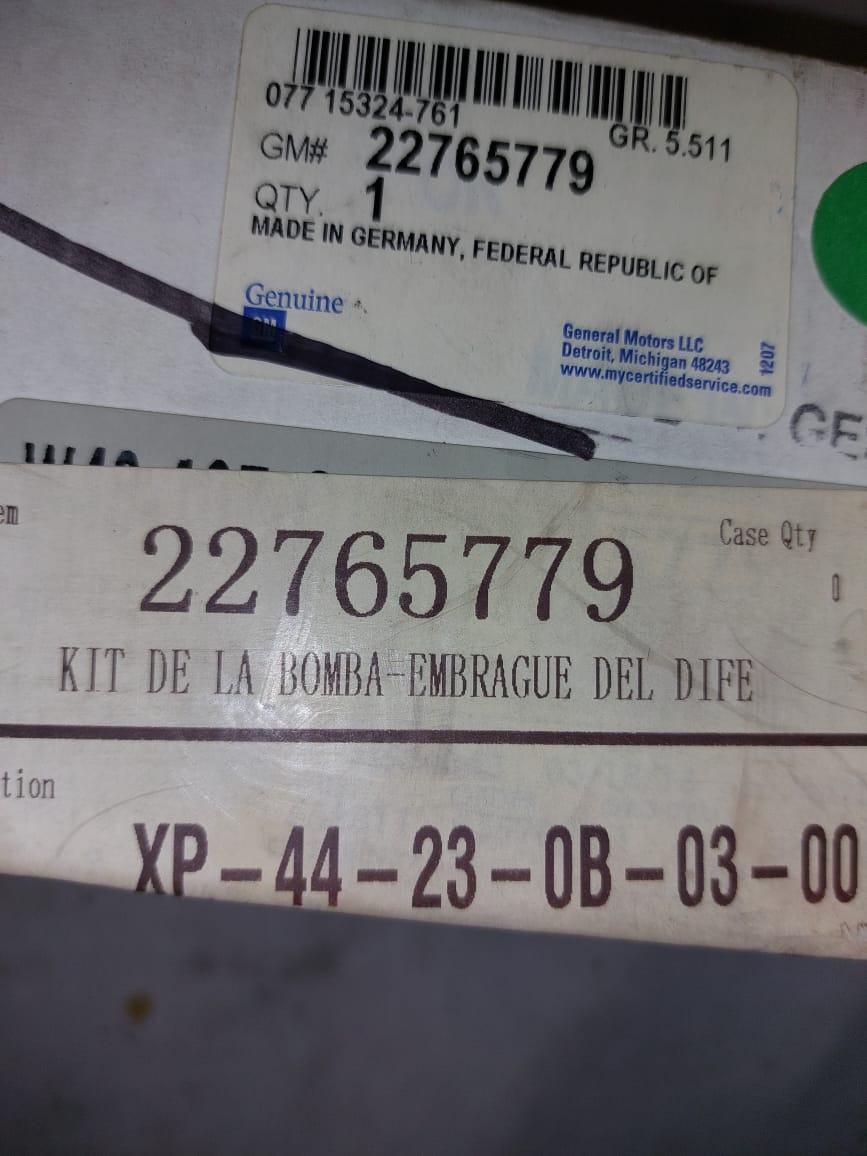 077 15324-761
GR. 5.511
GM# 22765779
QTY. 1
MADE IN GERMANY, FEDERAL REPUBLIC OF
Genuine
GM
General Motors LLC
Detroit, Michigan 48243
www.mycertifiedservice.com
1207
22765779
Case Qty
0
KIT DE LA BOMBA-EMBRAGUE DEL DIFE
XP-44-23-0B-03-00